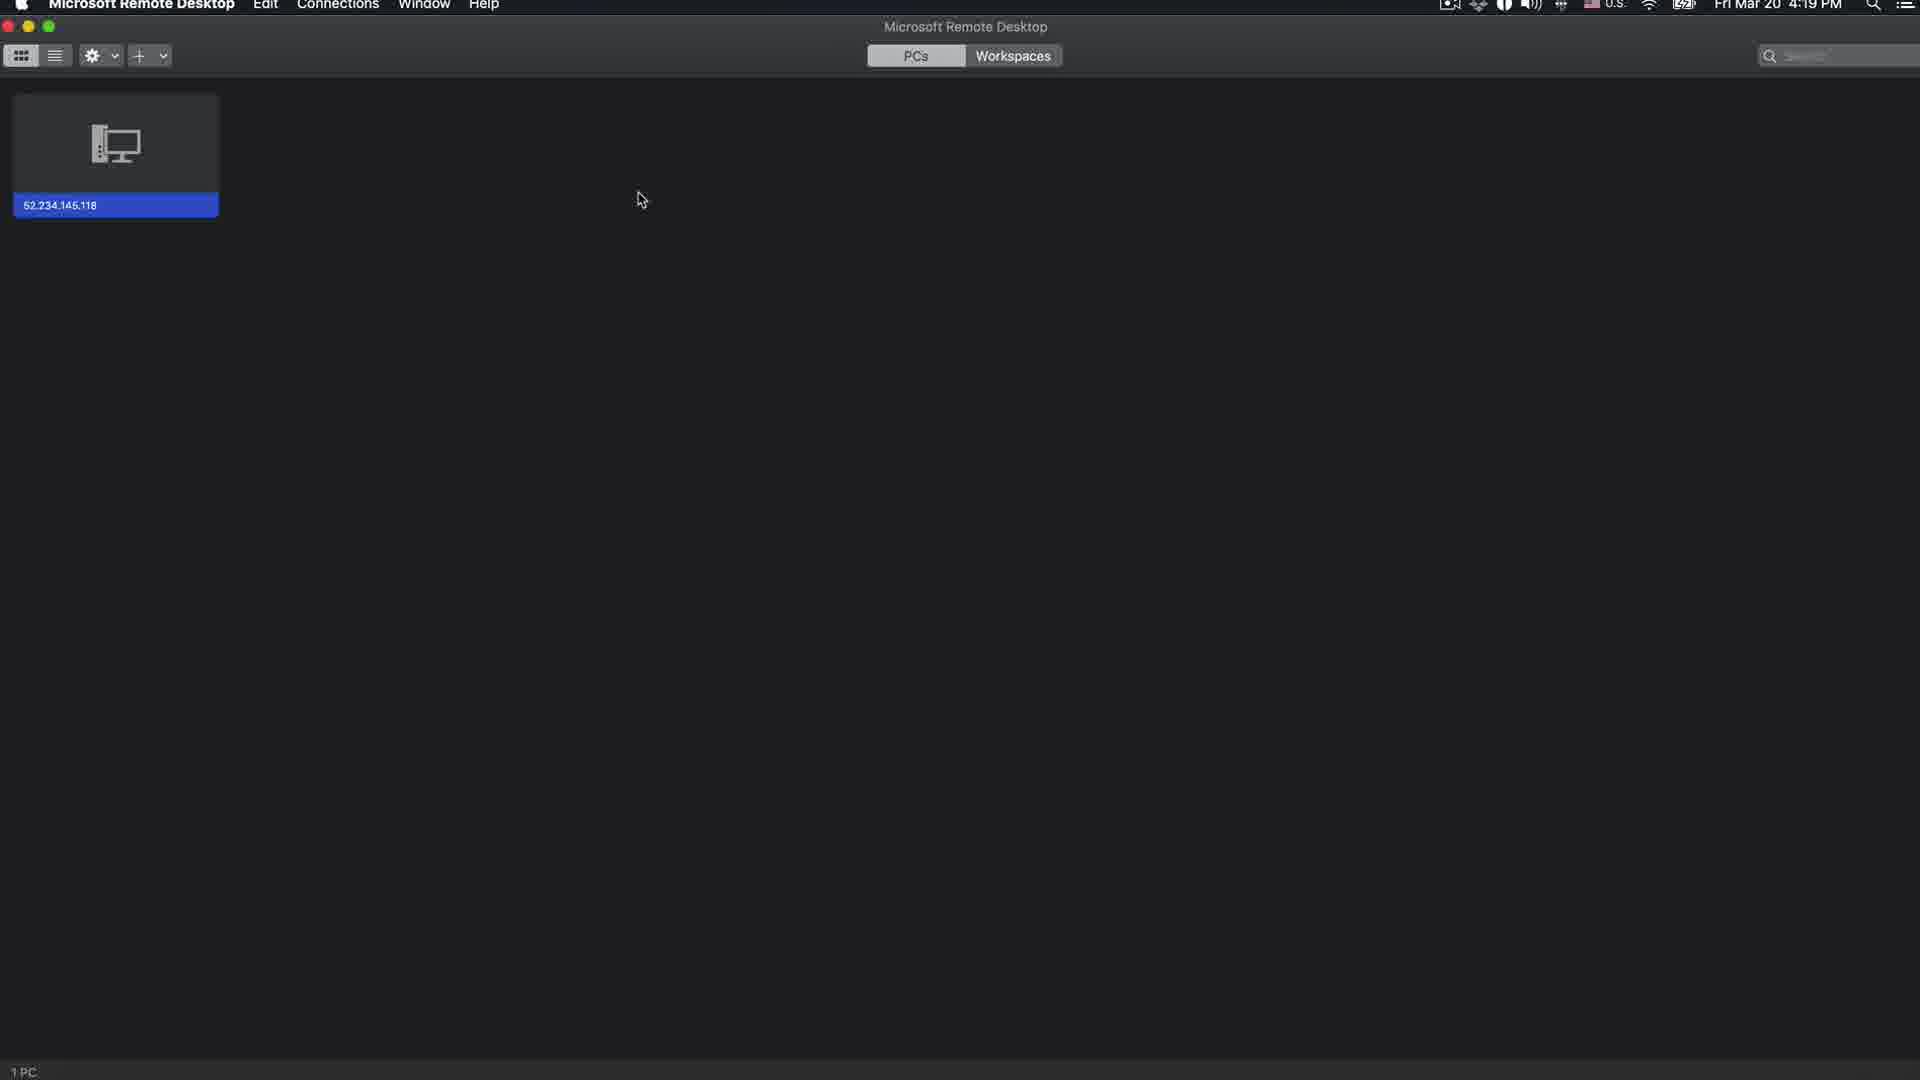 Microsoft Remote Desktop Edit Connections Window Help U.S. Fri Mar 20 4:19 PM
Microsoft Remote Desktop
PCs Workspaces Search
52.234.145.118
1 PC